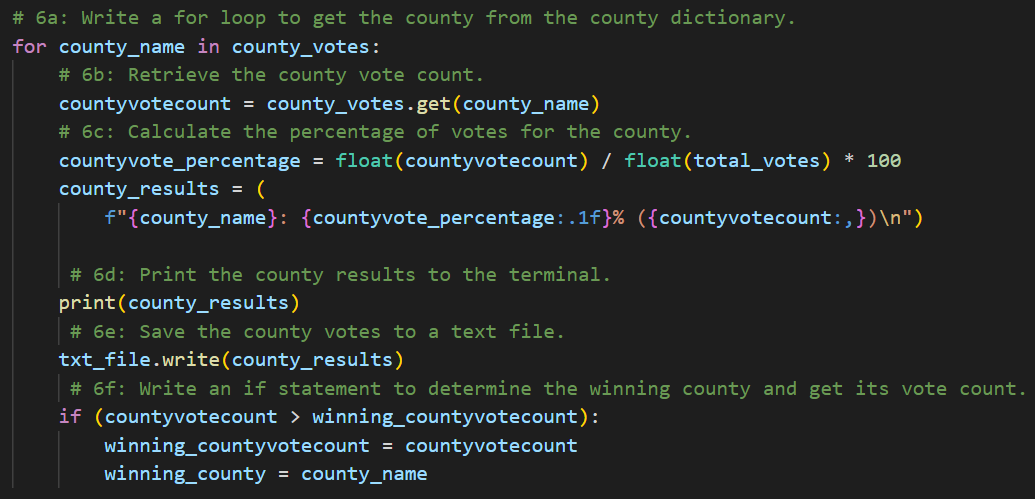 # 6a: Write a for loop to get the county from the county dictionary.
for county_name in county_votes:
    # 6b: Retrieve the county vote count.
    countyvotecount = county_votes.get(county_name)
    # 6c: Calculate the percentage of votes for the county.
    countyvote_percentage = float(countyvotecount) / float(total_votes) * 100
    county_results = (
        f"{county_name}: {countyvote_percentage:.1f}% ({countyvotecount:,})\n")

     # 6d: Print the county results to the terminal.
    print(county_results)
     # 6e: Save the county votes to a text file.
    txt_file.write(county_results)
     # 6f: Write an if statement to determine the winning county and get its vote count.
    if (countyvotecount > winning_countyvotecount):
        winning_countyvotecount = countyvotecount
        winning_county = county_name